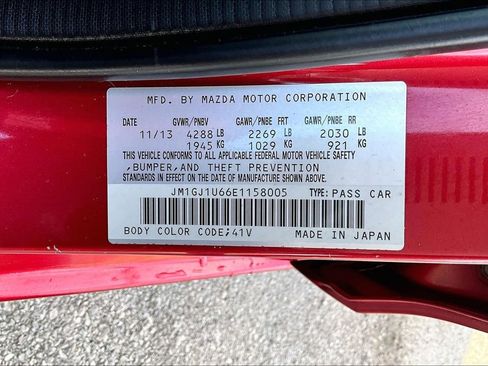 MFD. BY MAZDA MOTOR CORPORATION
DATE GVWR/PNBV GAWR/PNBE FRT GAWR/PNBE RR
11/13 4288 LB 2269 LB 2030 LB
1945 KG 1029 KG 921 KG
THIS VEHICLE CONFORMS TO ALL APPLICABLE FEDERAL MOTOR VEHICLE SAFETY
,BUMPER,AND THEFT PREVENTION
STANDARDS IN EFFECT ON THE DATE OF MANUFACTURE SHOWN ABOVE.
JM1GJ1U66E1158005 TYPE: PASS CAR
BODY COLOR CODE;41V MADE IN JAPAN